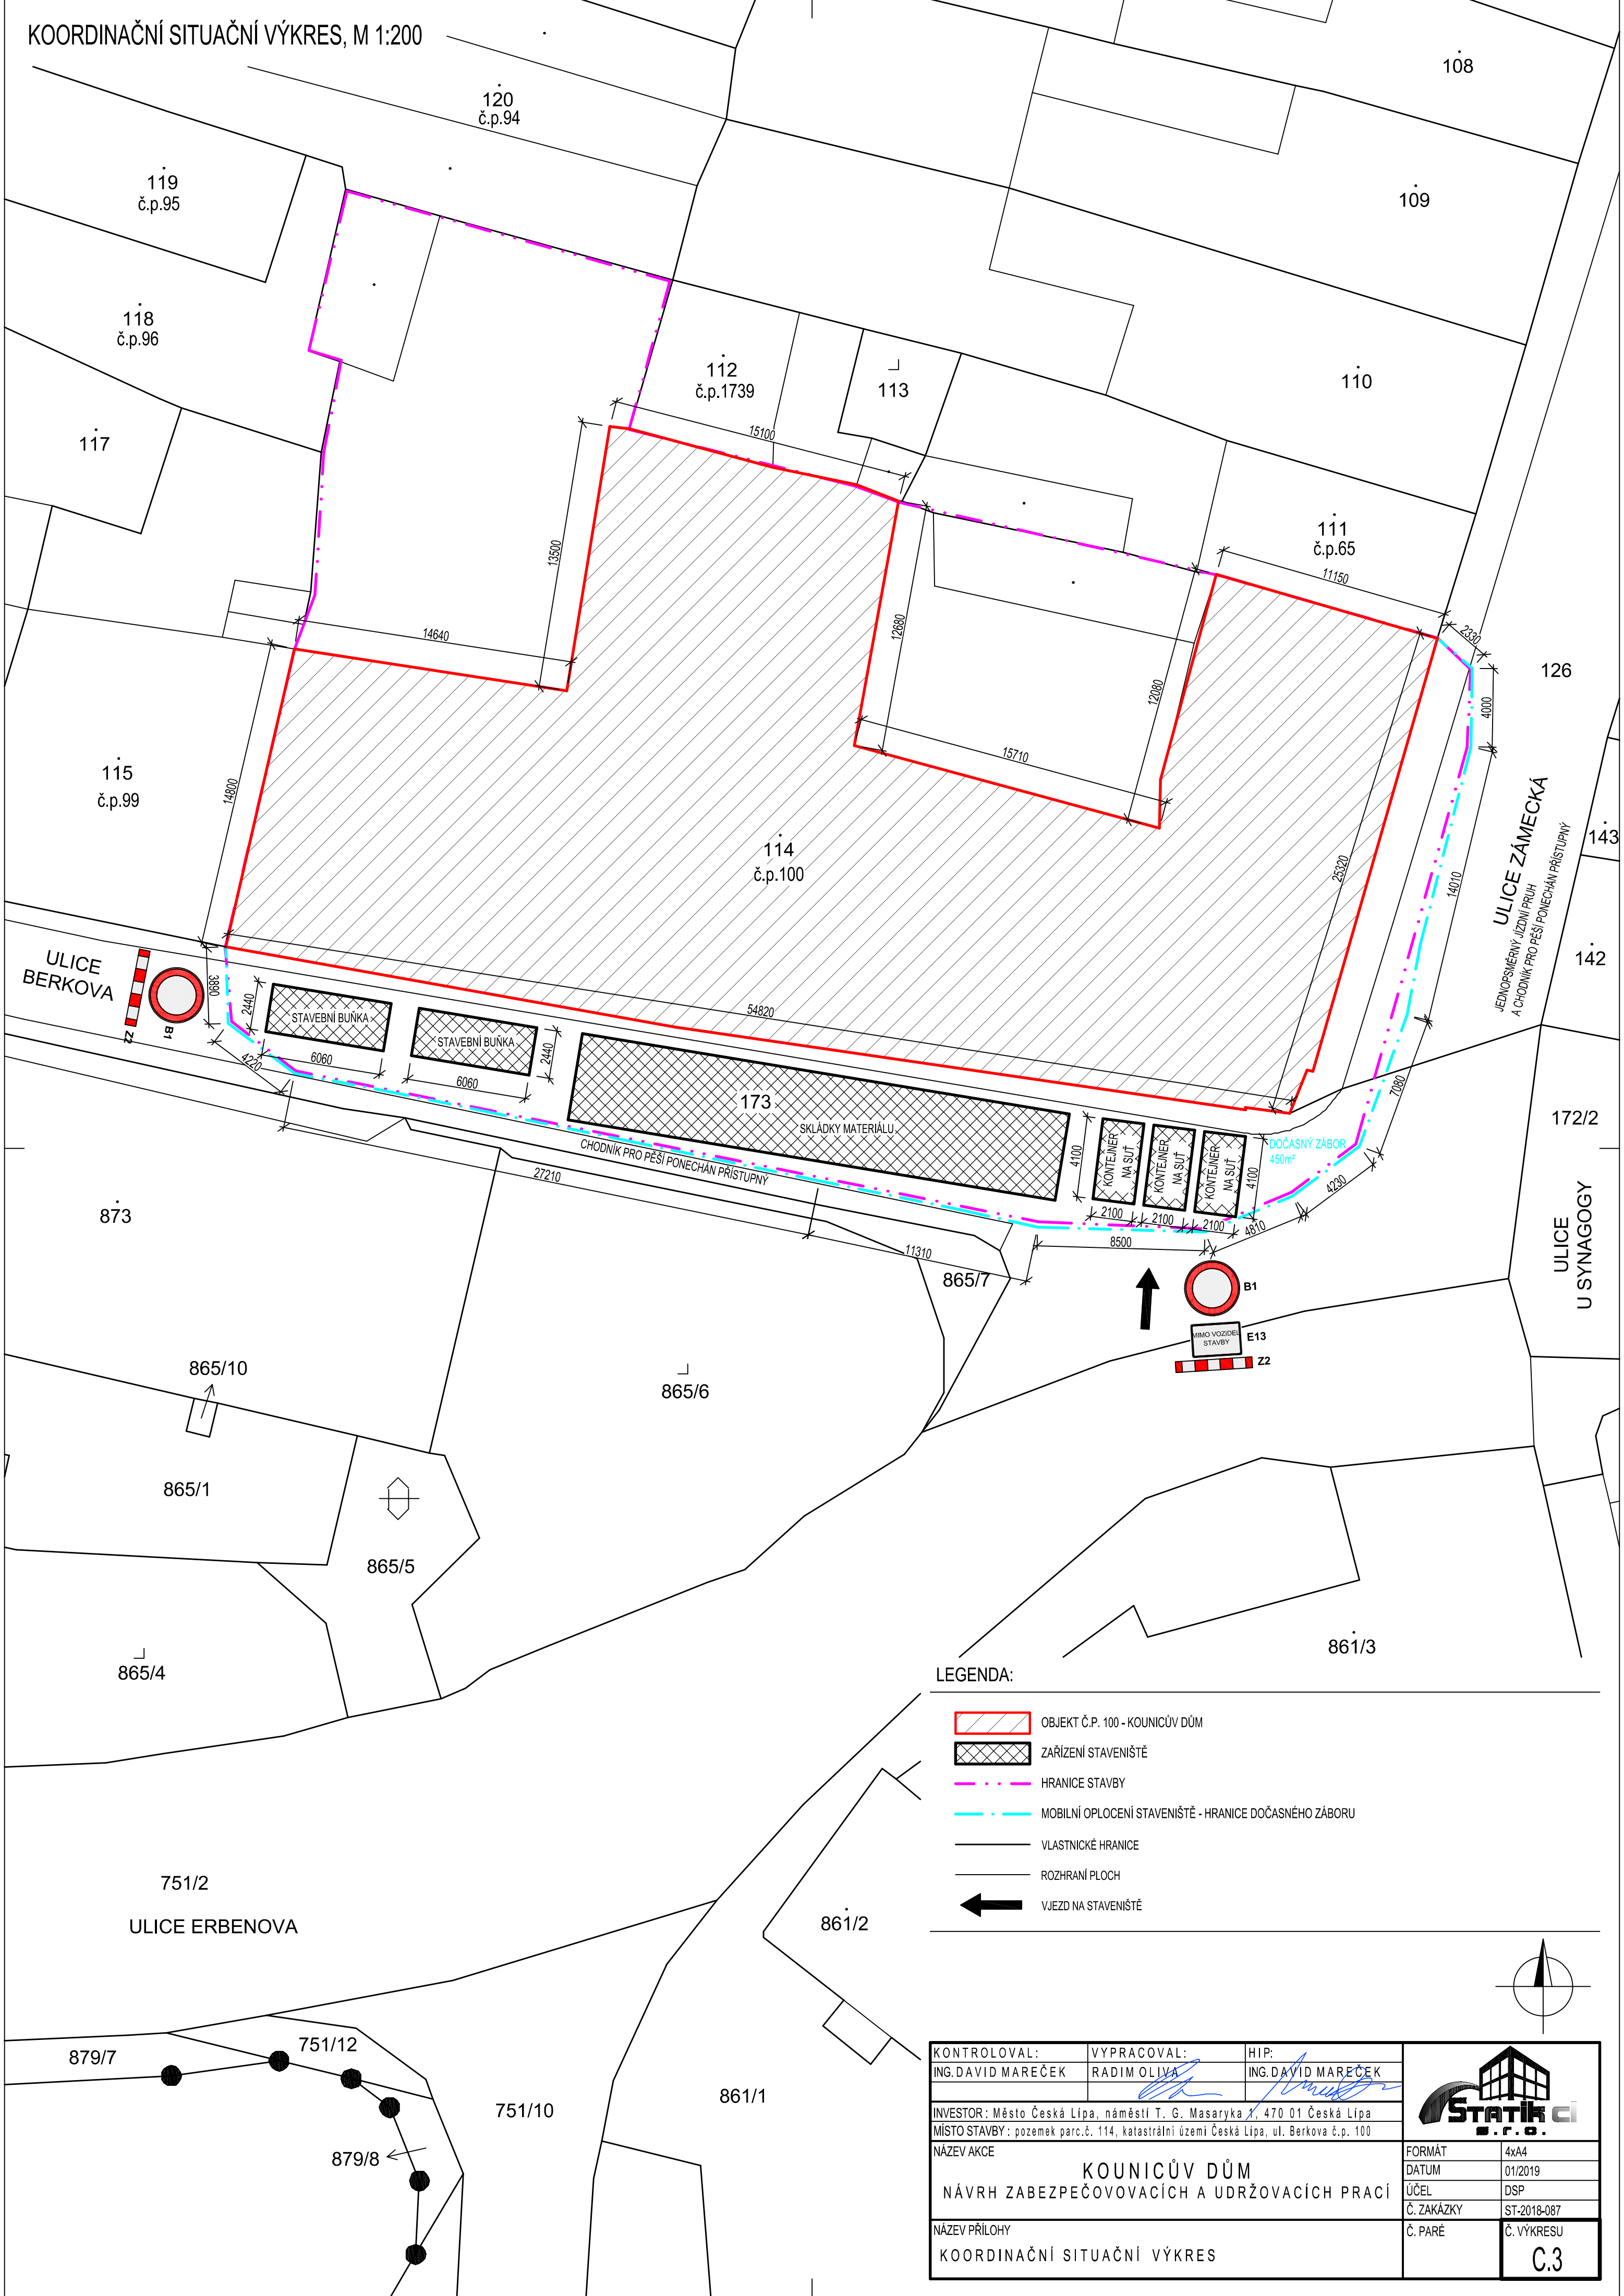 KOORDINAČNÍ SITUAČNÍ VÝKRES, M 1:200
108
120
č.p.94
119
č.p.95
109
118
č.p.96
112
č.p.1739
113
110
117
15100
111
č.p.65
13500
11150
12680
14640
2330
126
12080
4000
15710
115
č.p.99
14800
143
114
č.p.100
25320
14010
ULICE ZÁMECKÁ
JEDNOPSMĚRNÝ JÍZDNÍ PRUH
A CHODNÍK PRO PĚŠÍ PONECHÁN PŘÍSTUPNÝ
142
ULICE
BERKOVA
Z2
B1
3890
2440
STAVEBNÍ BUŇKA
54820
STAVEBNÍ BUŇKA
2440
4220
6060
6060
7080
173
SKLÁDKY MATERIÁLU
172/2
4100
KONTEJNER
NA SUŤ
KONTEJNER
NA SUŤ
KONTEJNER
NA SUŤ
4100
DOČASNÝ ZÁBOR
450m²
CHODNÍK PRO PĚŠÍ PONECHÁN PŘÍSTUPNÝ
27210
4230
873
2100
2100
2100
4810
8500
11310
ULICE
U SYNAGOGY
865/7
B1
MIMO VOZIDEL
STAVBY
E13
Z2
865/10
865/6
865/1
865/5
865/4
861/3
LEGENDA:
OBJEKT Č.P. 100 - KOUNICŮV DŮM
ZAŘÍZENÍ STAVENIŠTĚ
HRANICE STAVBY
MOBILNÍ OPLOCENÍ STAVENIŠTĚ - HRANICE DOČASNÉHO ZÁBORU
VLASTNICKÉ HRANICE
ROZHRANÍ PLOCH
VJEZD NA STAVENIŠTĚ
751/2
ULICE ERBENOVA
861/2
751/12
879/7
861/1
751/10
879/8
KONTROLOVAL:
VYPRACOVAL:
HIP:
ING. DAVID MAREČEK
RADIM OLIVA
ING. DAVID MAREČEK
INVESTOR: Město Česká Lípa, náměstí T. G. Masaryka 1, 470 01 Česká Lípa
MÍSTO STAVBY: pozemek parc.č. 114, katastrální území Česká Lípa, ul. Berkova č.p. 100
STATIK CL
s.r.o.
NÁZEV AKCE
KOUNICŮV DŮM
NÁVRH ZABEZPEČOVOVACÍCH A UDRŽOVACÍCH PRACÍ
FORMÁT 4xA4
DATUM 01/2019
ÚČEL DSP
Č. ZAKÁZKY ST-2018-087
NÁZEV PŘÍLOHY
KOORDINAČNÍ SITUAČNÍ VÝKRES
Č. PARÉ
Č. VÝKRESU
C.3